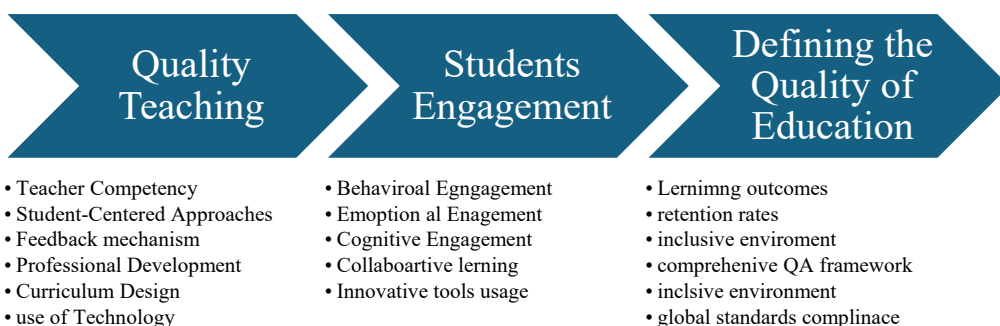 Quality
Teaching
• Teacher Competency
• Student-Centered Approaches
• Feedback mechanism
• Professional Development
• Curriculum Design
• use of Technology
Students
Engagement
• Behaviroal Egngagement
• Emoption al Enagement
• Cognitive Engagement
• Collaboartive lerning
• Innovative tools usage
Defining the
Quality of
Education
• Lernimng outcomes
• retention rates
• inclusive enviroment
• comprehenive QA framework
• inclsive environment
• global standards complinace